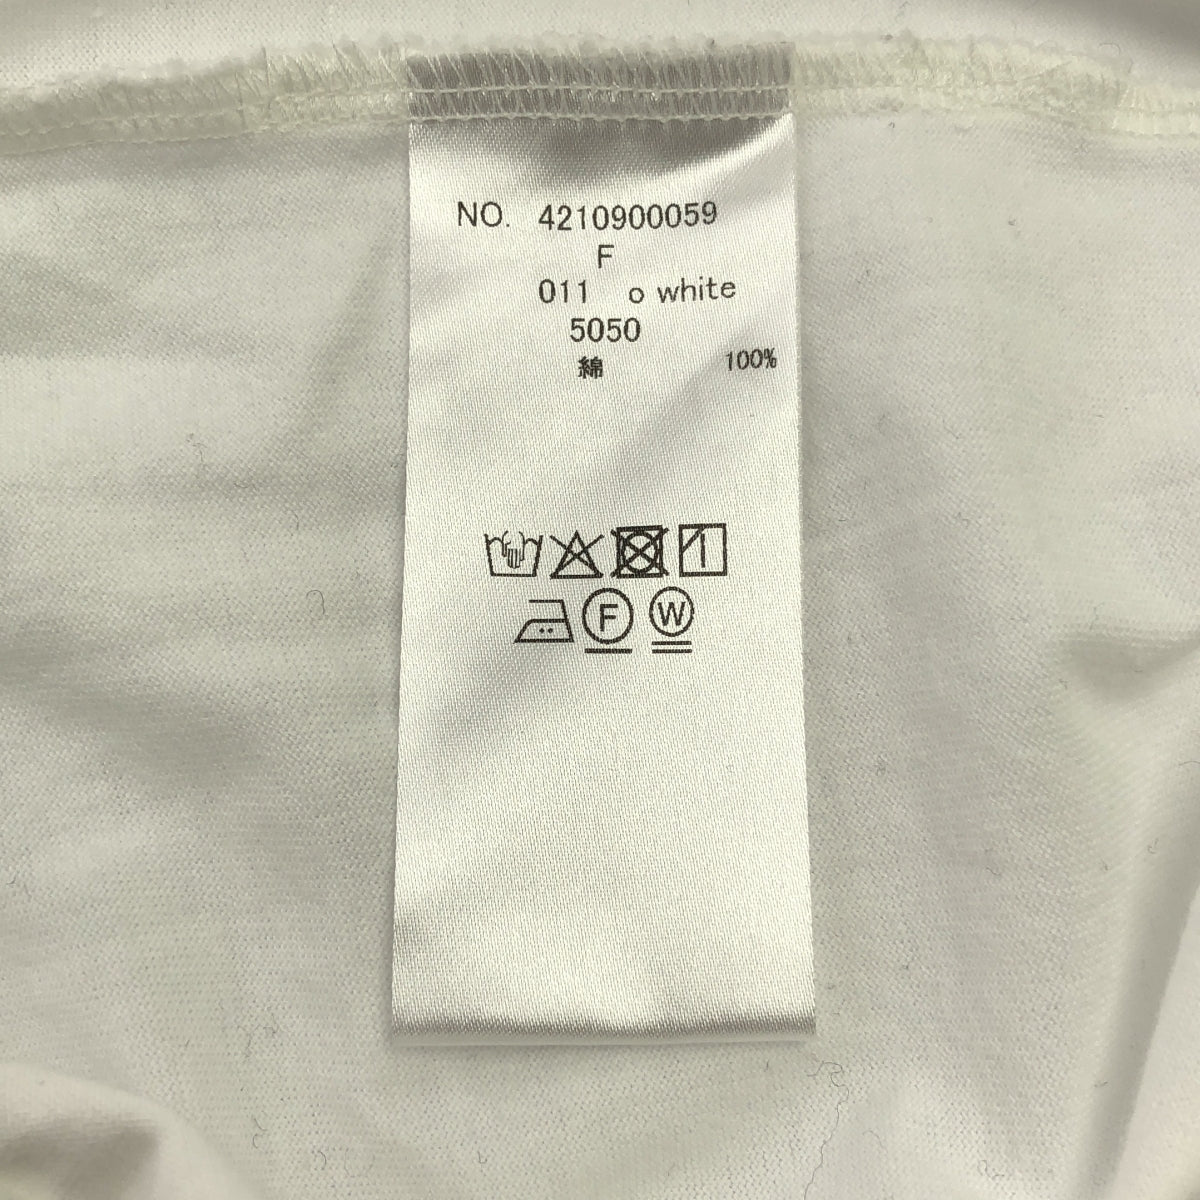 NO. 4210900059
F
011 o white
5050
綿 100%
F W